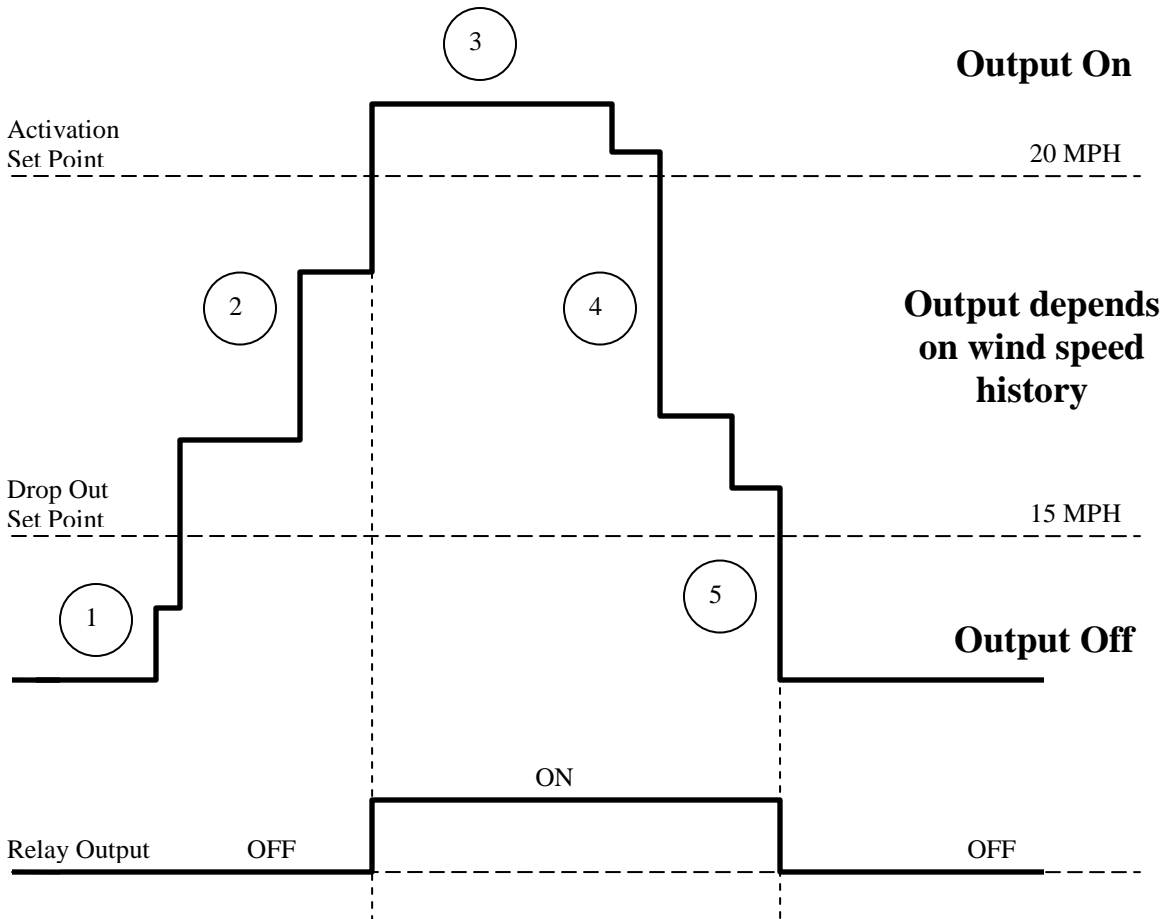 3
Output On
Activation
Set Point
20 MPH
2
4
Output depends
on wind speed
history
Drop Out
Set Point
15 MPH
1
5
Output Off
ON
Relay Output
OFF
OFF